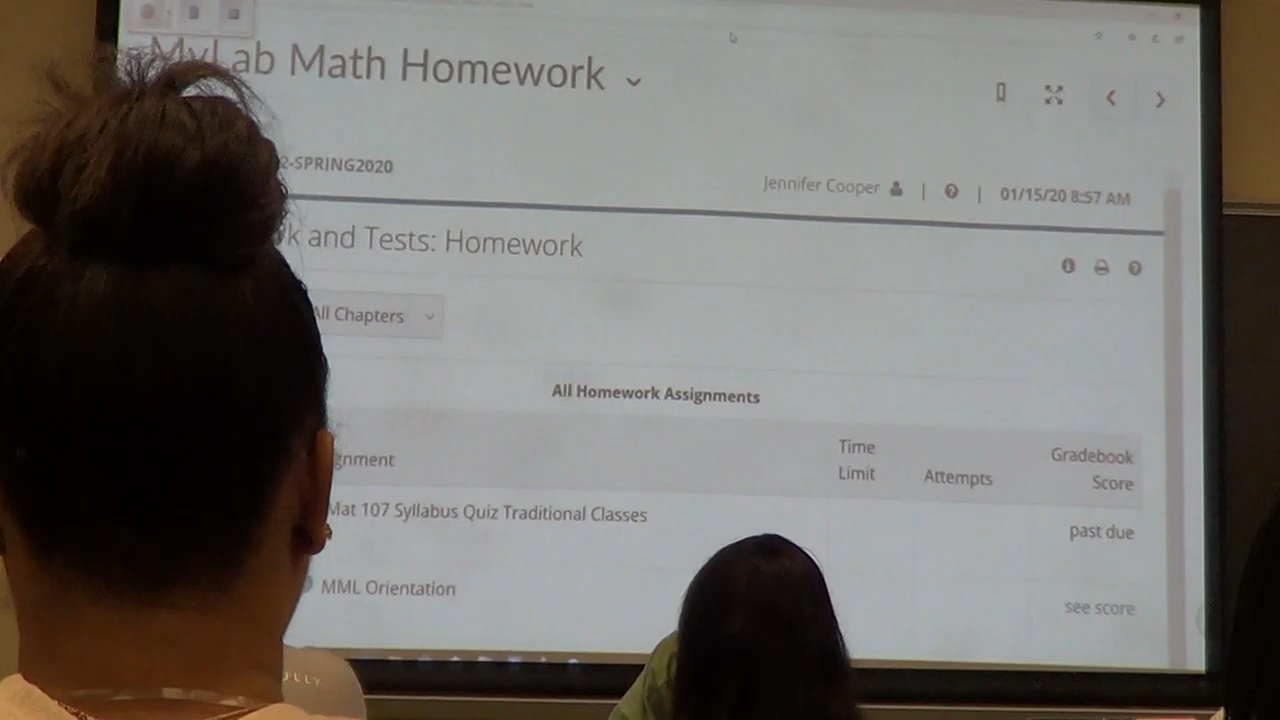 MyLab Math Homework
2-SPRING2020
Jennifer Cooper | | 01/15/20 8:57 AM
k and Tests: Homework
All Chapters
All Homework Assignments
gnment Time Limit Attempts Gradebook Score
Mat 107 Syllabus Quiz Traditional Classes past due
MML Orientation see score
OLLY